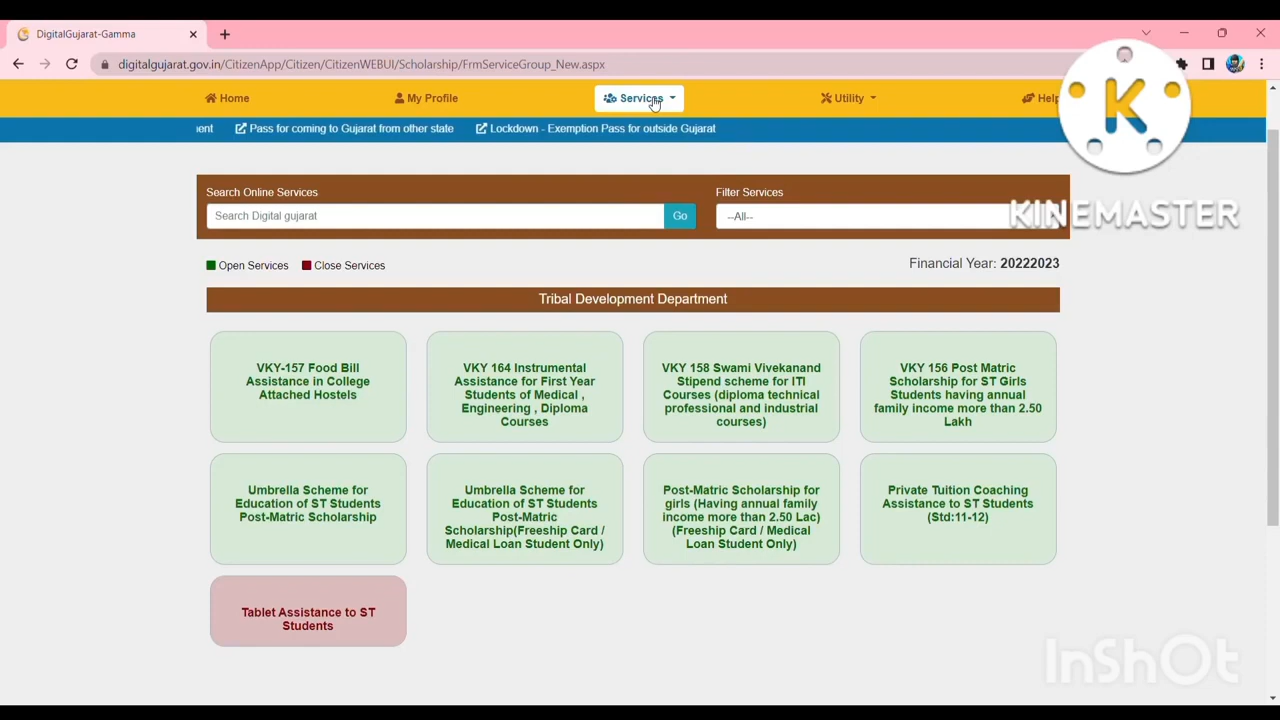 DigitalGujarat-Gamma
digitalgujarat.gov.in/CitizenApp/Citizen/CitizenWEBUI/Scholarship/FrmServiceGroup_New.aspx
Home
My Profile
Services
Utility
Help
ent
Pass for coming to Gujarat from other state
Lockdown - Exemption Pass for outside Gujarat
K
KINEMASTER
Search Online Services
Filter Services
Search Digital gujarat
Go
--All--
Open Services
Close Services
Financial Year: 20222023
Tribal Development Department
VKY-157 Food Bill
Assistance in College
Attached Hostels
VKY 164 Instrumental
Assistance for First Year
Students of Medical ,
Engineering , Diploma
Courses
VKY 158 Swami Vivekanand
Stipend scheme for ITI
Courses (diploma technical
professional and industrial
courses)
VKY 156 Post Matric
Scholarship for ST Girls
Students having annual
family income more than 2.50
Lakh
Umbrella Scheme for
Education of ST Students
Post-Matric Scholarship
Umbrella Scheme for
Education of ST Students
Post-Matric
Scholarship(Freeship Card /
Medical Loan Student Only)
Post-Matric Scholarship for
girls (Having annual family
income more than 2.50 Lac)
(Freeship Card / Medical
Loan Student Only)
Private Tuition Coaching
Assistance to ST Students
(Std:11-12)
Tablet Assistance to ST
Students
InShOt